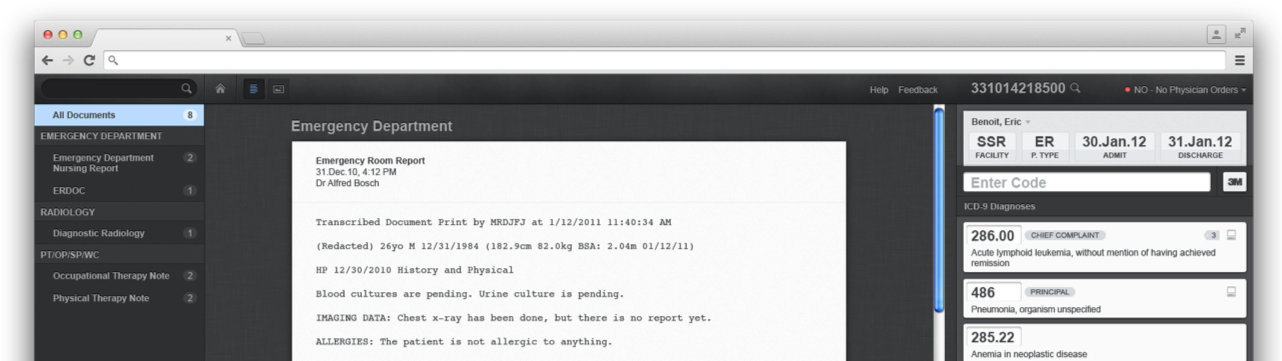 Help Feedback
331014218500
NO - No Physician Orders
All Documents 8
EMERGENCY DEPARTMENT
Emergency Department
Nursing Report 2
ERDOC 1
RADIOLOGY
Diagnostic Radiology 1
PT/OP/SP/WC
Occupational Therapy Note 2
Physical Therapy Note 2
Emergency Department
Emergency Room Report
31.Dec.10, 4:12 PM
Dr Alfred Bosch
Transcribed Document Print by MRDJFJ at 1/12/2011 11:40:34 AM
(Redacted) 26yo M 12/31/1984 (182.9cm 82.0kg BSA: 2.04m 01/12/11)
HP 12/30/2010 History and Physical
Blood cultures are pending. Urine culture is pending.
IMAGING DATA: Chest x-ray has been done, but there is no report yet.
ALLERGIES: The patient is not allergic to anything.
Benoit, Eric
SSR ER 30.Jan.12 31.Jan.12
FACILITY P. TYPE ADMIT DISCHARGE
Enter Code 3M
ICD-9 Diagnoses
286.00 CHIEF COMPLAINT 3
Acute lymphoid leukemia, without mention of having achieved
remission
486 PRINCIPAL
Pneumonia, organism unspecified
285.22
Anemia in neoplastic disease